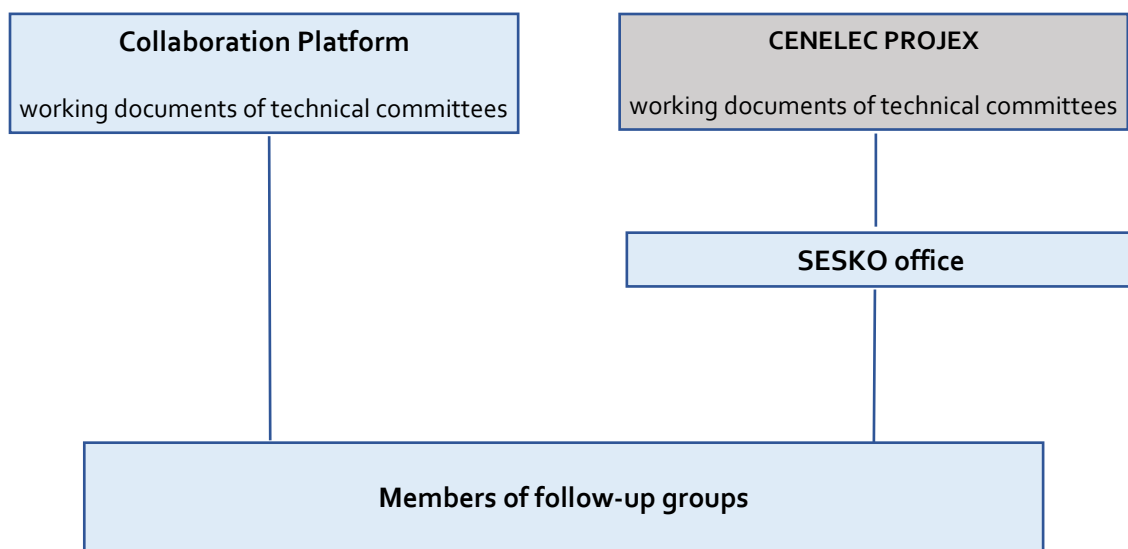 Collaboration Platform
working documents of technical committees
CENELEC PROJEX
working documents of technical committees
SESKO office
Members of follow-up groups